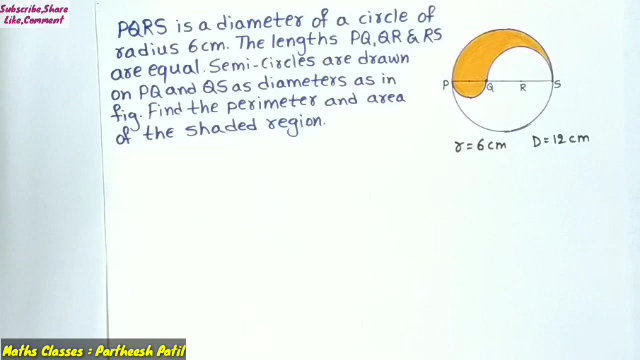 Subscribe,Share
Like,Comment
PQRS is a diameter of a circle of
radius 6cm. The lengths PQ, QR & RS
are equal. Semi-Circles are drawn
on PQ and QS as diameters as in
fig. Find the perimeter and area
of the shaded region.
P Q R S
r = 6 cm D = 12 cm
Maths Classes : Partheesh Patil